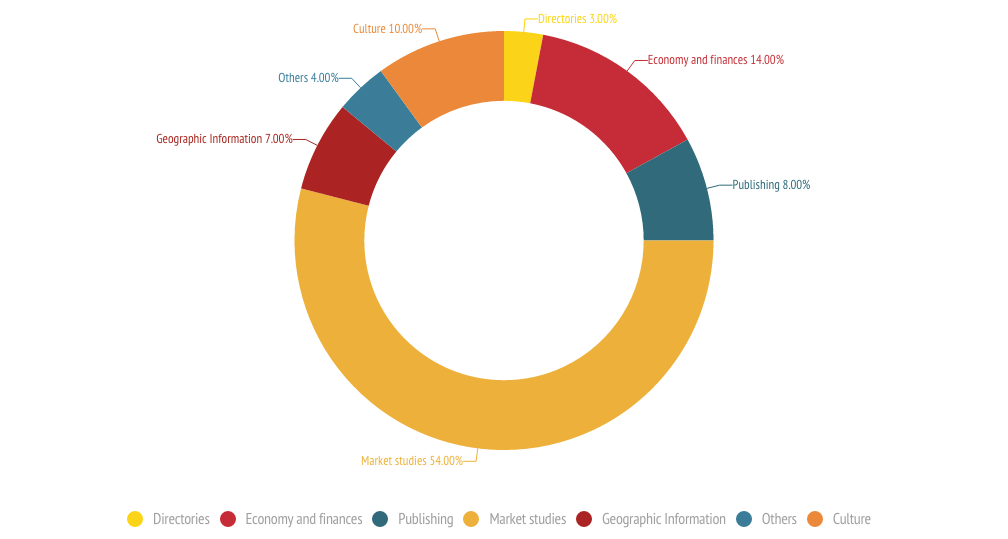 Directories 3.00%
Culture 10.00%
Economy and finances 14.00%
Others 4.00%
Geographic Information 7.00%
Publishing 8.00%
Market studies 54.00%
Directories Economy and finances Publishing Market studies Geographic Information Others Culture